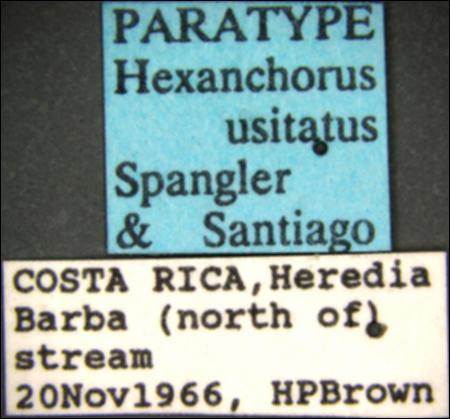 PARATYPE
Hexanchorus
usitatus
Spangler
& Santiago
COSTA RICA, Heredia
Barba (north of)
stream
20Nov1966, HPBrown